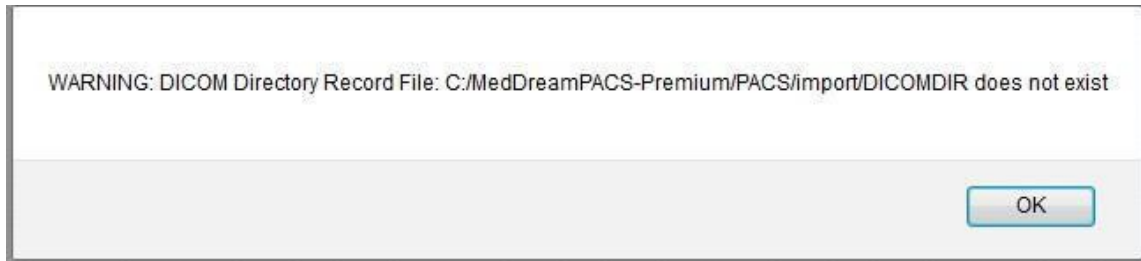 WARNING: DICOM Directory Record File: C:/MedDreamPACS-Premium/PACS/import/DICOMDIR does not exist
OK